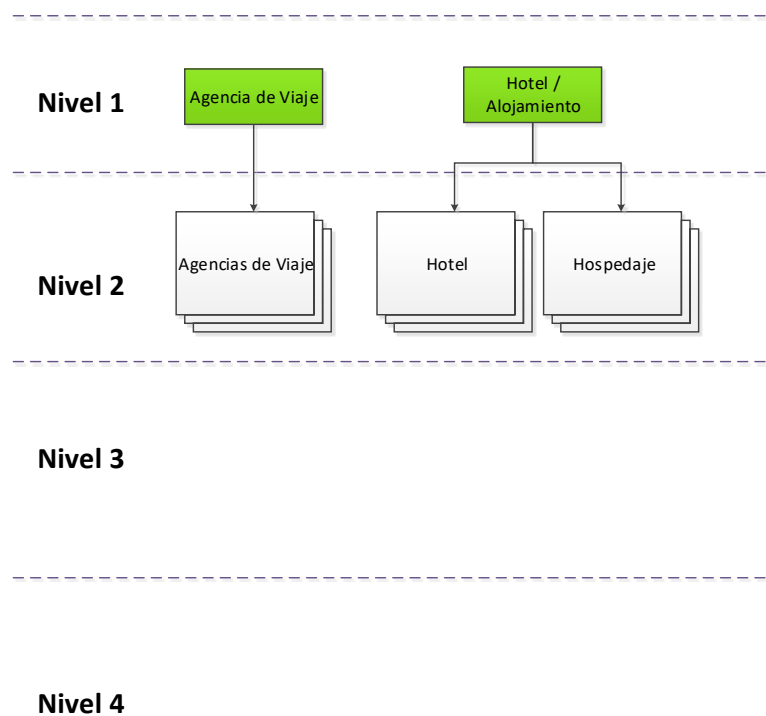 Nivel 1
Agencia de Viaje
Hotel /
Alojamiento
Nivel 2
Agencias de Viaje
Hotel
Hospedaje
Nivel 3
Nivel 4